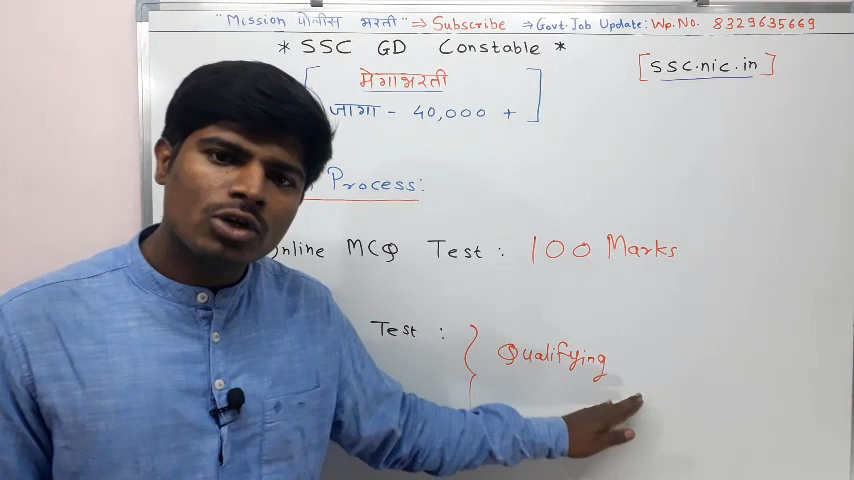 "Mission पोलीस भरती" ⇒ Subscribe ⇒ Govt. Job Update: Wp. No. 8329635669
* SSC GD Constable *
[ssc.nic.in]
मेगाभरती
जागा - 40,000 +
Process:
Online MCQ Test : 100 Marks
Test :
Qualifying